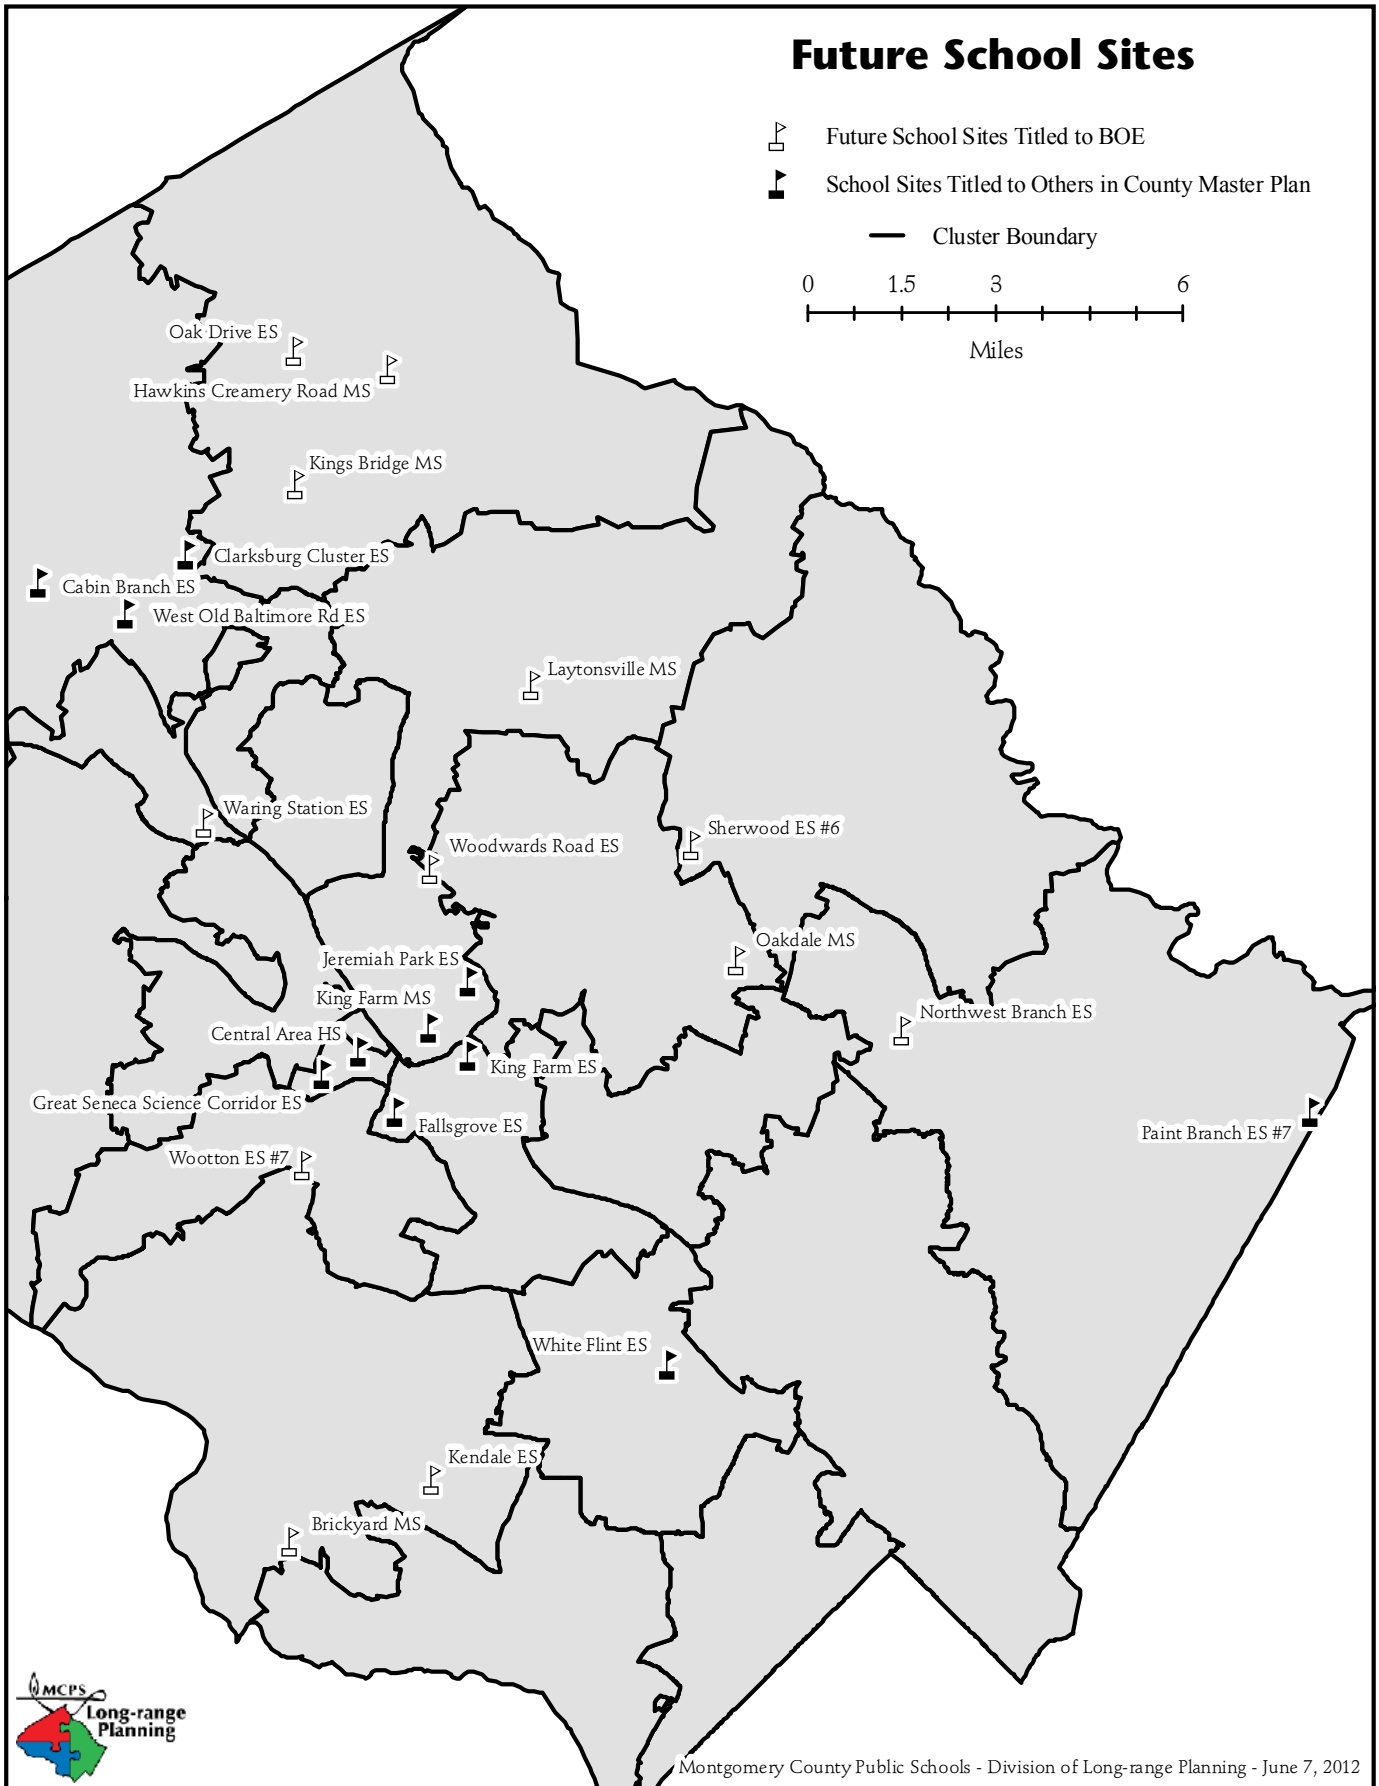 Future School Sites
Future School Sites Titled to BOE
School Sites Titled to Others in County Master Plan
Cluster Boundary
0 1.5 3 6
Miles
Oak Drive ES
Hawkins Creamery Road MS
Kings Bridge MS
Clarksburg Cluster ES
Cabin Branch ES
West Old Baltimore Rd ES
Laytonsville MS
Waring Station ES
Sherwood ES #6
Woodwards Road ES
Oakdale MS
Jeremiah Park ES
King Farm MS
Northwest Branch ES
Central Area HS
King Farm ES
Great Seneca Science Corridor ES
Fallsgrove ES
Paint Branch ES #7
Wootton ES #7
White Flint ES
Kendale ES
Brickyard MS
MCPS
Long-range
Planning
Montgomery County Public Schools - Division of Long-range Planning - June 7, 2012